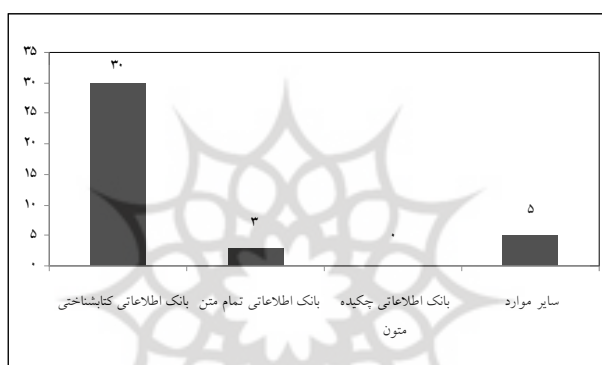 ۳۵
۳۰
۲۵
۲۰
۱۵
۱۰
۵
۰
۳۰
۳
۰
۵
بانک اطلاعاتی کتابشناختی
بانک اطلاعاتی تمام متن
بانک اطلاعاتی چکیده
متون
سایر موارد